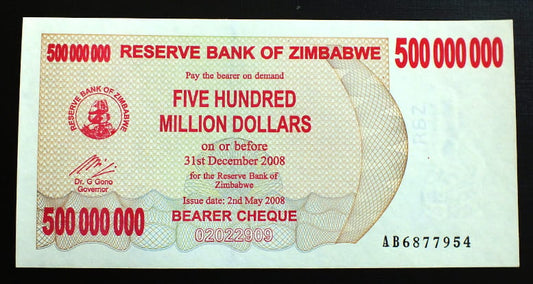 500 000 000 RESERVE BANK OF ZIMBABWE 500 000 000
Pay the bearer on demand
FIVE HUNDRED
MILLION DOLLARS
on or before
31st December 2008
for the Reserve Bank of
Zimbabwe
Issue date: 2nd May 2008
BEARER CHEQUE
02022909
RESERVE BANK OF ZIMBABWE
Dr. G Gono
Governor
500 000 000
AB6877954
RBZ